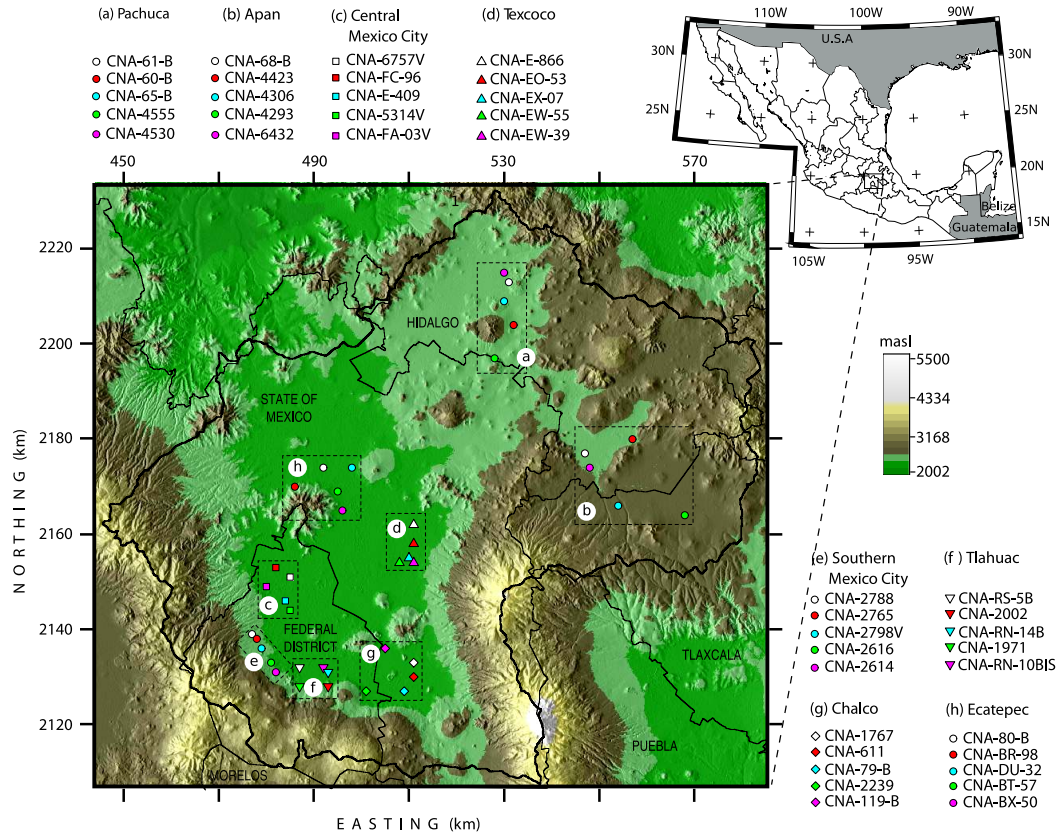 (a) Pachuca
CNA-61-B
CNA-60-B
CNA-65-B
CNA-4555
CNA-4530
(b) Apan
CNA-68-B
CNA-4423
CNA-4306
CNA-4293
CNA-6432
(c) Central
Mexico City
CNA-6757V
CNA-FC-96
CNA-E-409
CNA-5314V
CNA-FA-03V
(d) Texcoco
CNA-E-866
CNA-EO-53
CNA-EX-07
CNA-EW-55
CNA-EW-39
110W 100W 90W
U.S.A
30N 30N
25N 25N
20N
15N
Belize
Guatemala
105W 95W 90W
450 490 530 570
2220
2200
2180
2160
2140
2120
NORTHING (km)
1
HIDALGO
a
STATE OF
MEXICO
h
b
d
c
FEDERAL
DISTRICT
e
g
f
TLAXCALA
PUEBLA
MORELOS
EASTING (km)
masl
5500
4334
3168
2002
(e) Southern
Mexico City
CNA-2788
CNA-2765
CNA-2798V
CNA-2616
CNA-2614
(f) Tlahuac
CNA-RS-5B
CNA-2002
CNA-RN-14B
CNA-1971
CNA-RN-10BIS
(g) Chalco
CNA-1767
CNA-611
CNA-79-B
CNA-2239
CNA-119-B
(h) Ecatepec
CNA-80-B
CNA-BR-98
CNA-DU-32
CNA-BT-57
CNA-BX-50